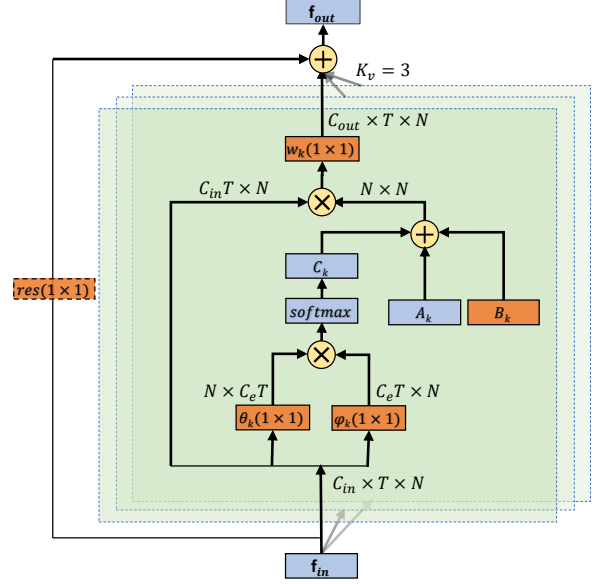 f_out
K_v = 3
C_out × T × N
w_k(1 × 1)
C_in T × N
N × N
C_k
res(1 × 1)
softmax
A_k
B_k
N × C_e T
C_e T × N
θ_k(1 × 1)
φ_k(1 × 1)
C_in × T × N
f_in